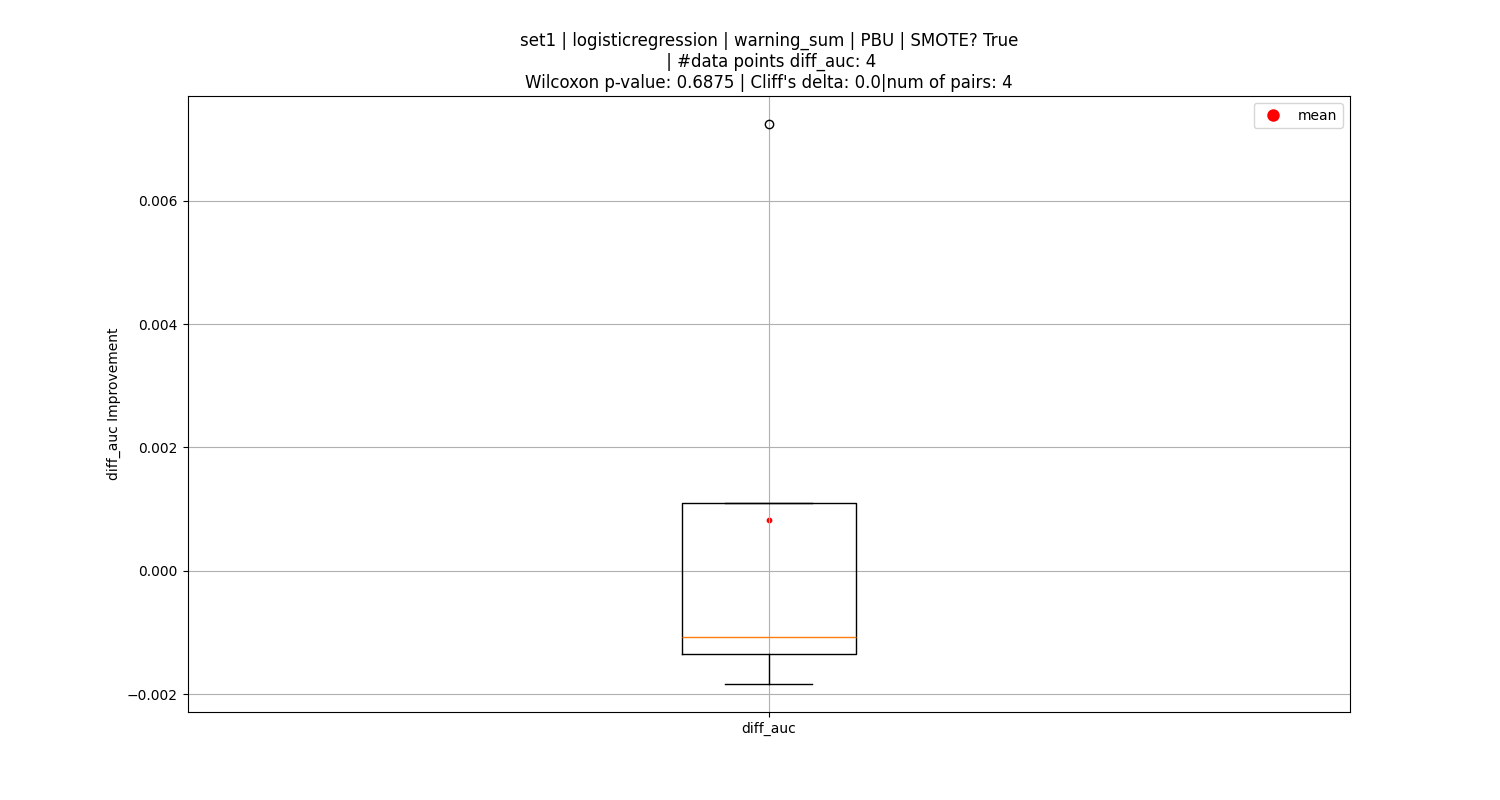 set1 | logisticregression | warning_sum | PBU | SMOTE? True
| #data points diff_auc: 4
Wilcoxon p-value: 0.6875 | Cliff's delta: 0.0|num of pairs: 4
mean
0.006
0.004
0.002
0.000
−0.002
diff_auc Improvement
diff_auc